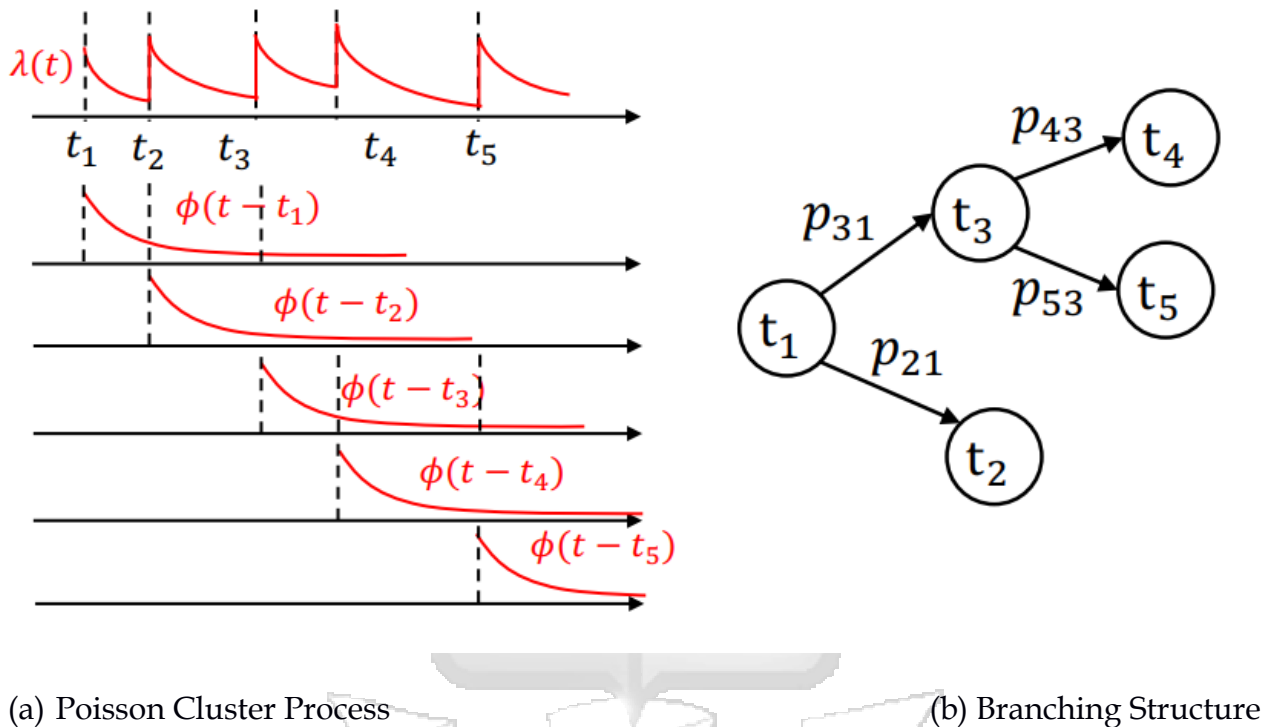 λ(t)
t₁ t₂ t₃ t₄ t₅
ϕ(t − t₁)
ϕ(t − t₂)
ϕ(t − t₃)
ϕ(t − t₄)
ϕ(t − t₅)
(a) Poisson Cluster Process
p₄₃
t₄
p₃₁
t₃
p₅₃
t₅
t₁
p₂₁
t₂
(b) Branching Structure